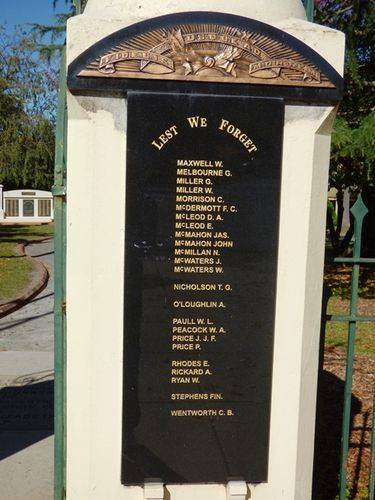 LEST WE FORGET
MAXWELL W.
MELBOURNE G.
MILLER G.
MILLER W.
MORRISON C.
McDERMOTT F. C.
McLEOD D. A.
McLEOD E.
McMAHON JAS.
McMAHON JOHN
McMILLAN N.
McWATERS J.
McWATERS W.
NICHOLSON T. G.
O'LOUGHLIN A.
PAULL W. L.
PEACOCK W. A.
PRICE J. J. F.
PRICE P.
RHODES E.
RICKARD A.
RYAN W.
STEPHENS FIN.
WENTWORTH C. B.